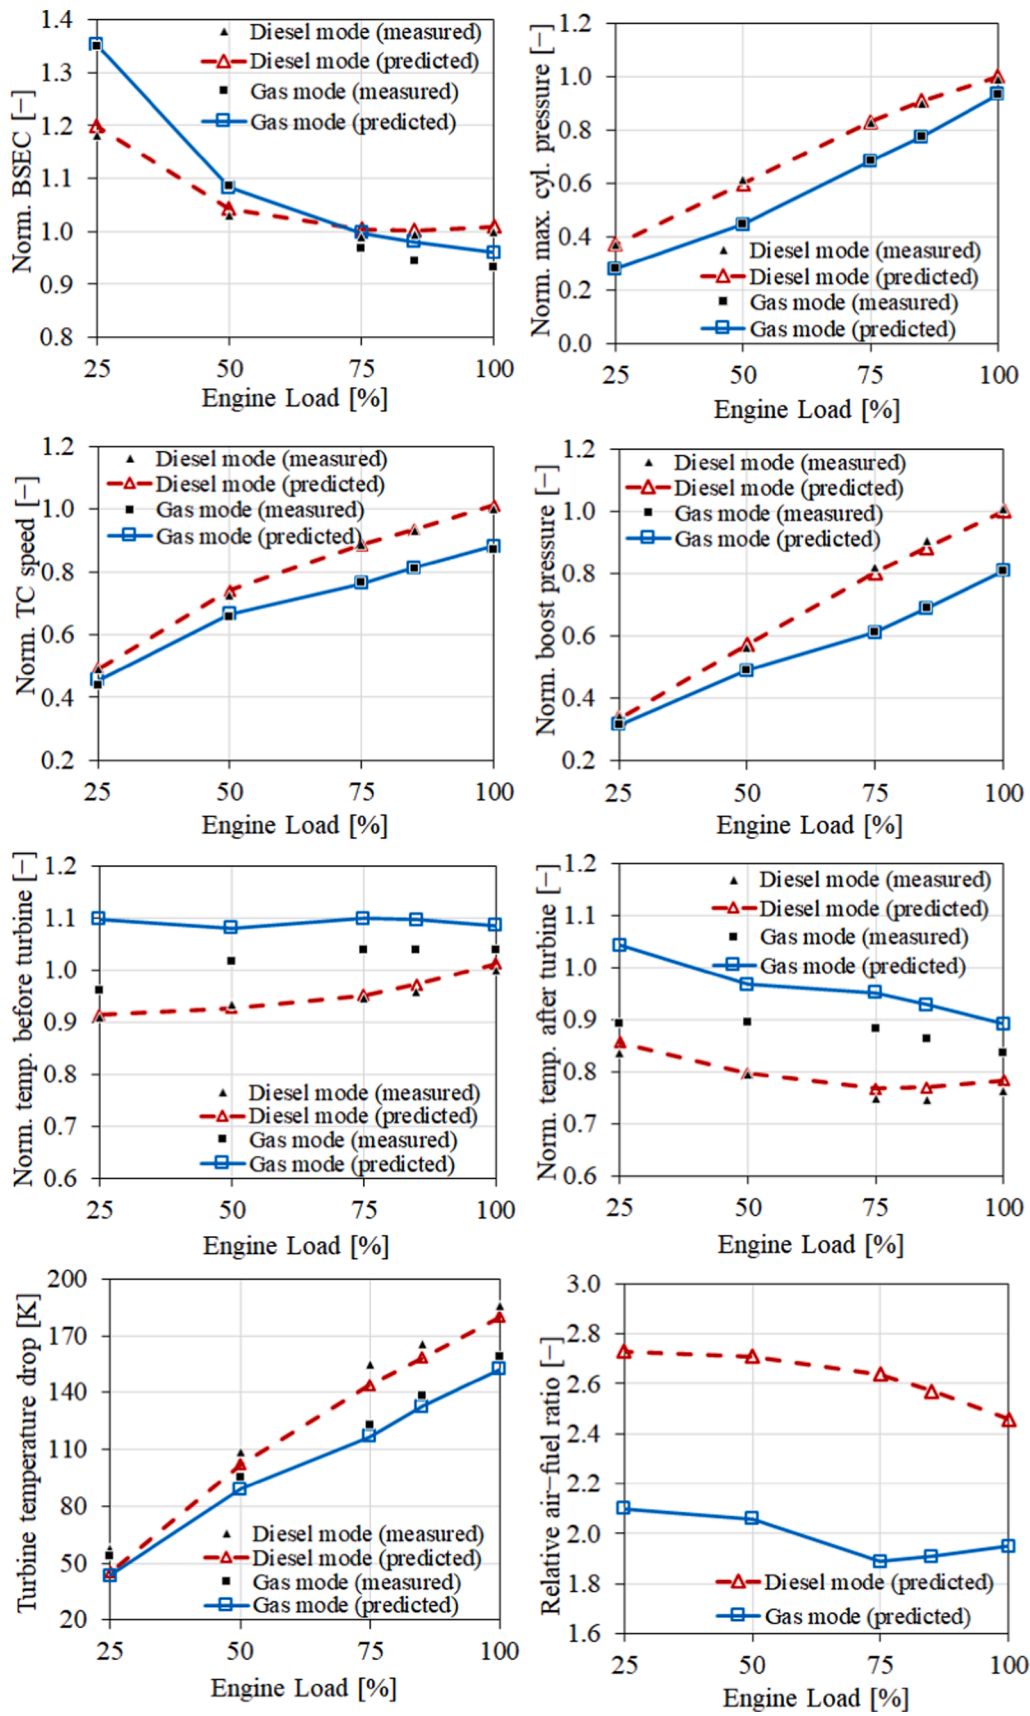 Norm. BSEC [−]
1.4
1.3
1.2
1.1
1.0
0.9
0.8
Diesel mode (measured)
Diesel mode (predicted)
Gas mode (measured)
Gas mode (predicted)
25 50 75 100
Engine Load [%]
Norm. max. cyl. pressure [−]
1.2
1.0
0.8
0.6
0.4
0.2
0.0
Diesel mode (measured)
Diesel mode (predicted)
Gas mode (measured)
Gas mode (predicted)
25 50 75 100
Engine Load [%]
Norm. TC speed [−]
1.2
1.0
0.8
0.6
0.4
0.2
Diesel mode (measured)
Diesel mode (predicted)
Gas mode (measured)
Gas mode (predicted)
25 50 75 100
Engine Load [%]
Norm. boost pressure [−]
1.2
1.0
0.8
0.6
0.4
0.2
Diesel mode (measured)
Diesel mode (predicted)
Gas mode (measured)
Gas mode (predicted)
25 50 75 100
Engine Load [%]
Norm. temp. before turbine [−]
1.2
1.1
1.0
0.9
0.8
0.7
0.6
Diesel mode (measured)
Diesel mode (predicted)
Gas mode (measured)
Gas mode (predicted)
25 50 75 100
Engine Load [%]
Norm. temp. after turbine [−]
1.2
1.1
1.0
0.9
0.8
0.7
0.6
Diesel mode (measured)
Diesel mode (predicted)
Gas mode (measured)
Gas mode (predicted)
25 50 75 100
Engine Load [%]
Turbine temperature drop [K]
200
170
140
110
80
50
20
Diesel mode (measured)
Diesel mode (predicted)
Gas mode (measured)
Gas mode (predicted)
25 50 75 100
Engine Load [%]
Relative air−fuel ratio [−]
3.0
2.8
2.6
2.4
2.2
2.0
1.8
1.6
Diesel mode (predicted)
Gas mode (predicted)
25 50 75 100
Engine Load [%]